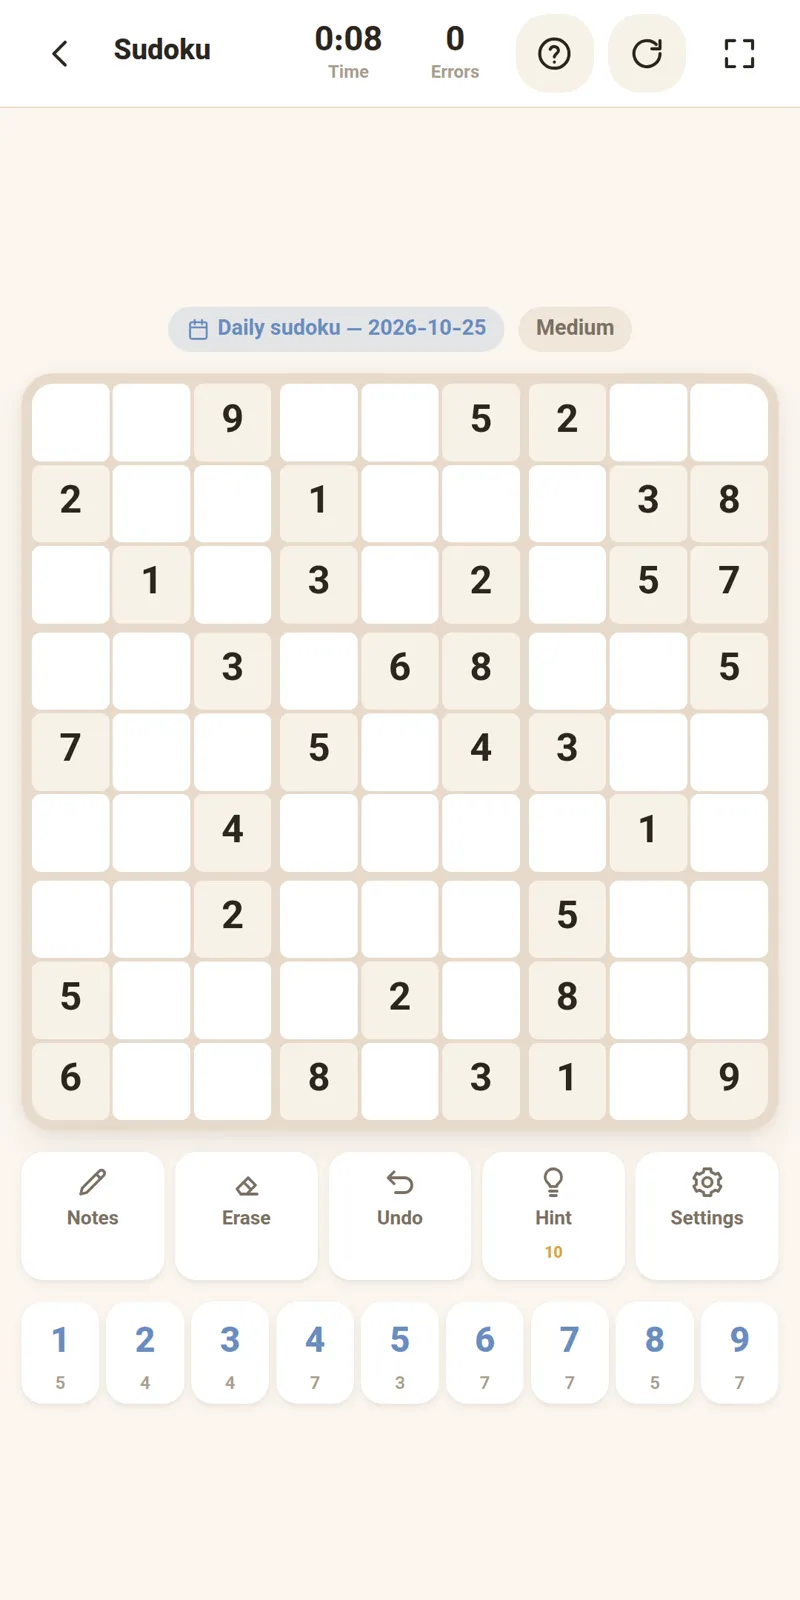 Sudoku
0:08 0
Time Errors
Daily sudoku — 2026-10-25 Medium
9 5 2
2 1 3 8
1 3 2 5 7
3 6 8 5
7 5 4 3
4 1
2 5
5 2 8
6 8 3 1 9
Notes Erase Undo Hint Settings
10
1 2 3 4 5 6 7 8 9
5 4 4 7 3 7 7 5 7